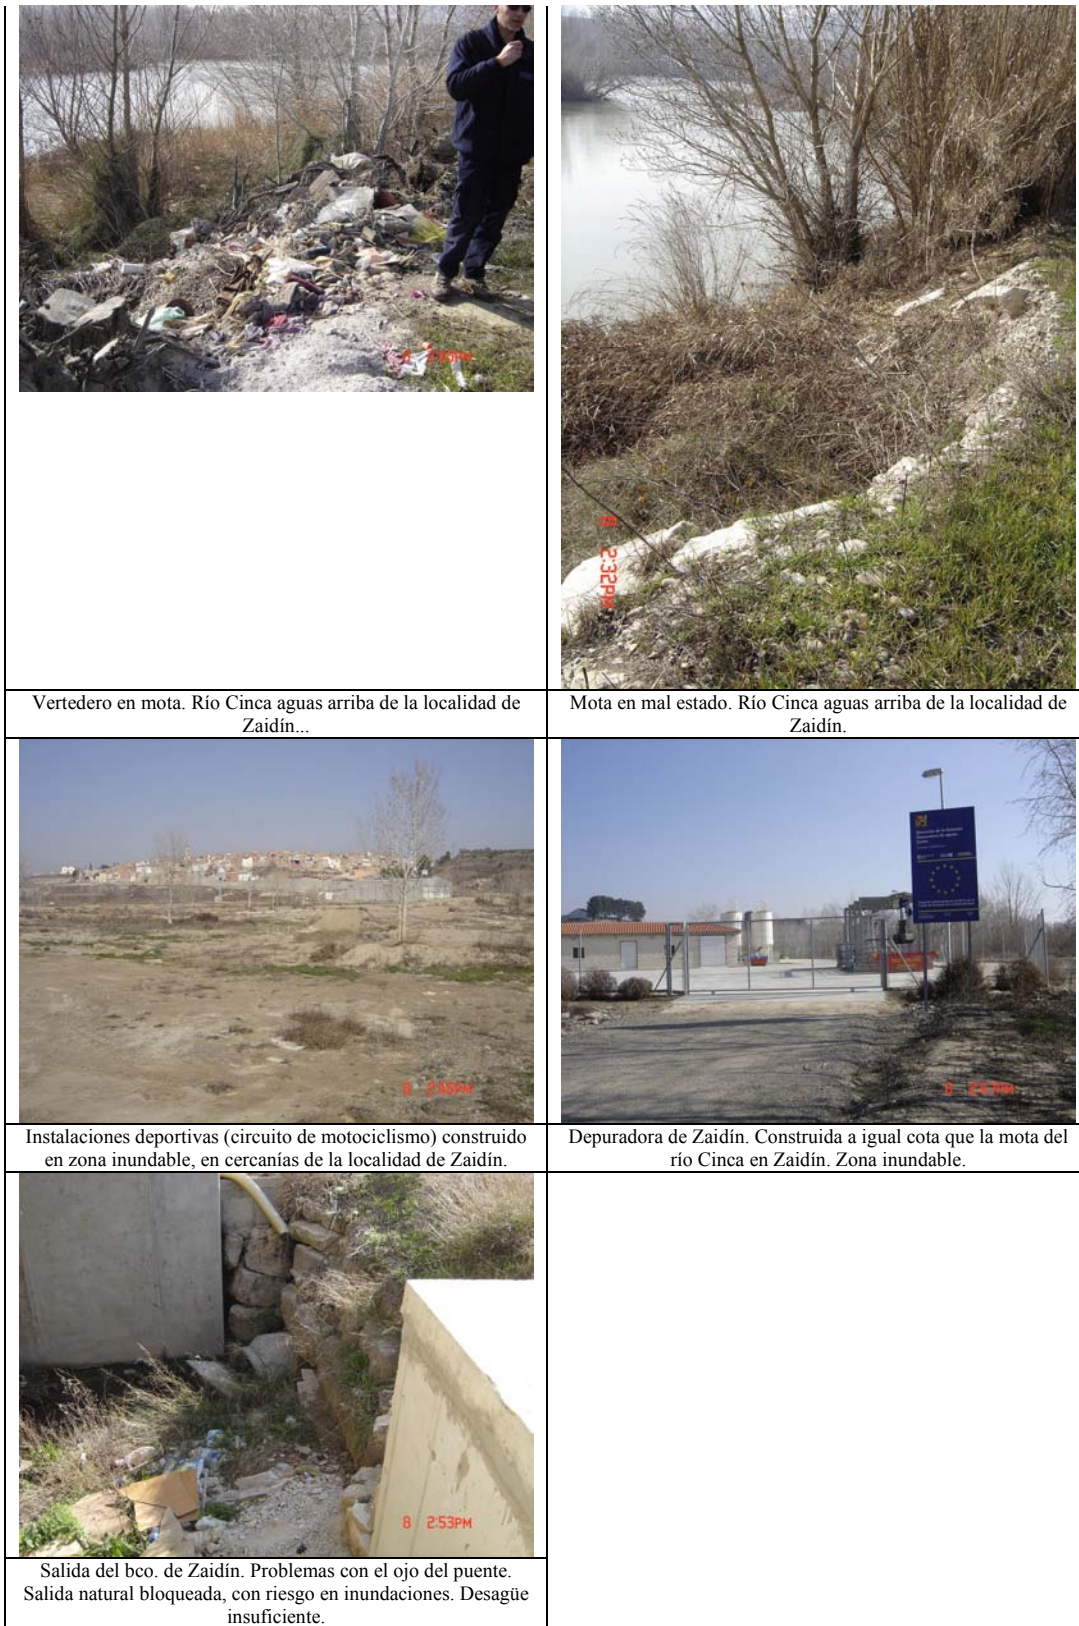 Vertedero en mota. Río Cinca aguas arriba de la localidad de
Zaidín...
Mota en mal estado. Río Cinca aguas arriba de la localidad de
Zaidín.
8 2:32PM
Instalaciones deportivas (circuito de motociclismo) construido
en zona inundable, en cercanías de la localidad de Zaidín.
Depuradora de Zaidín. Construida a igual cota que la mota del
río Cinca en Zaidín. Zona inundable.
8 2:53PM
Salida del bco. de Zaidín. Problemas con el ojo del puente.
Salida natural bloqueada, con riesgo en inundaciones. Desagüe
insuficiente.